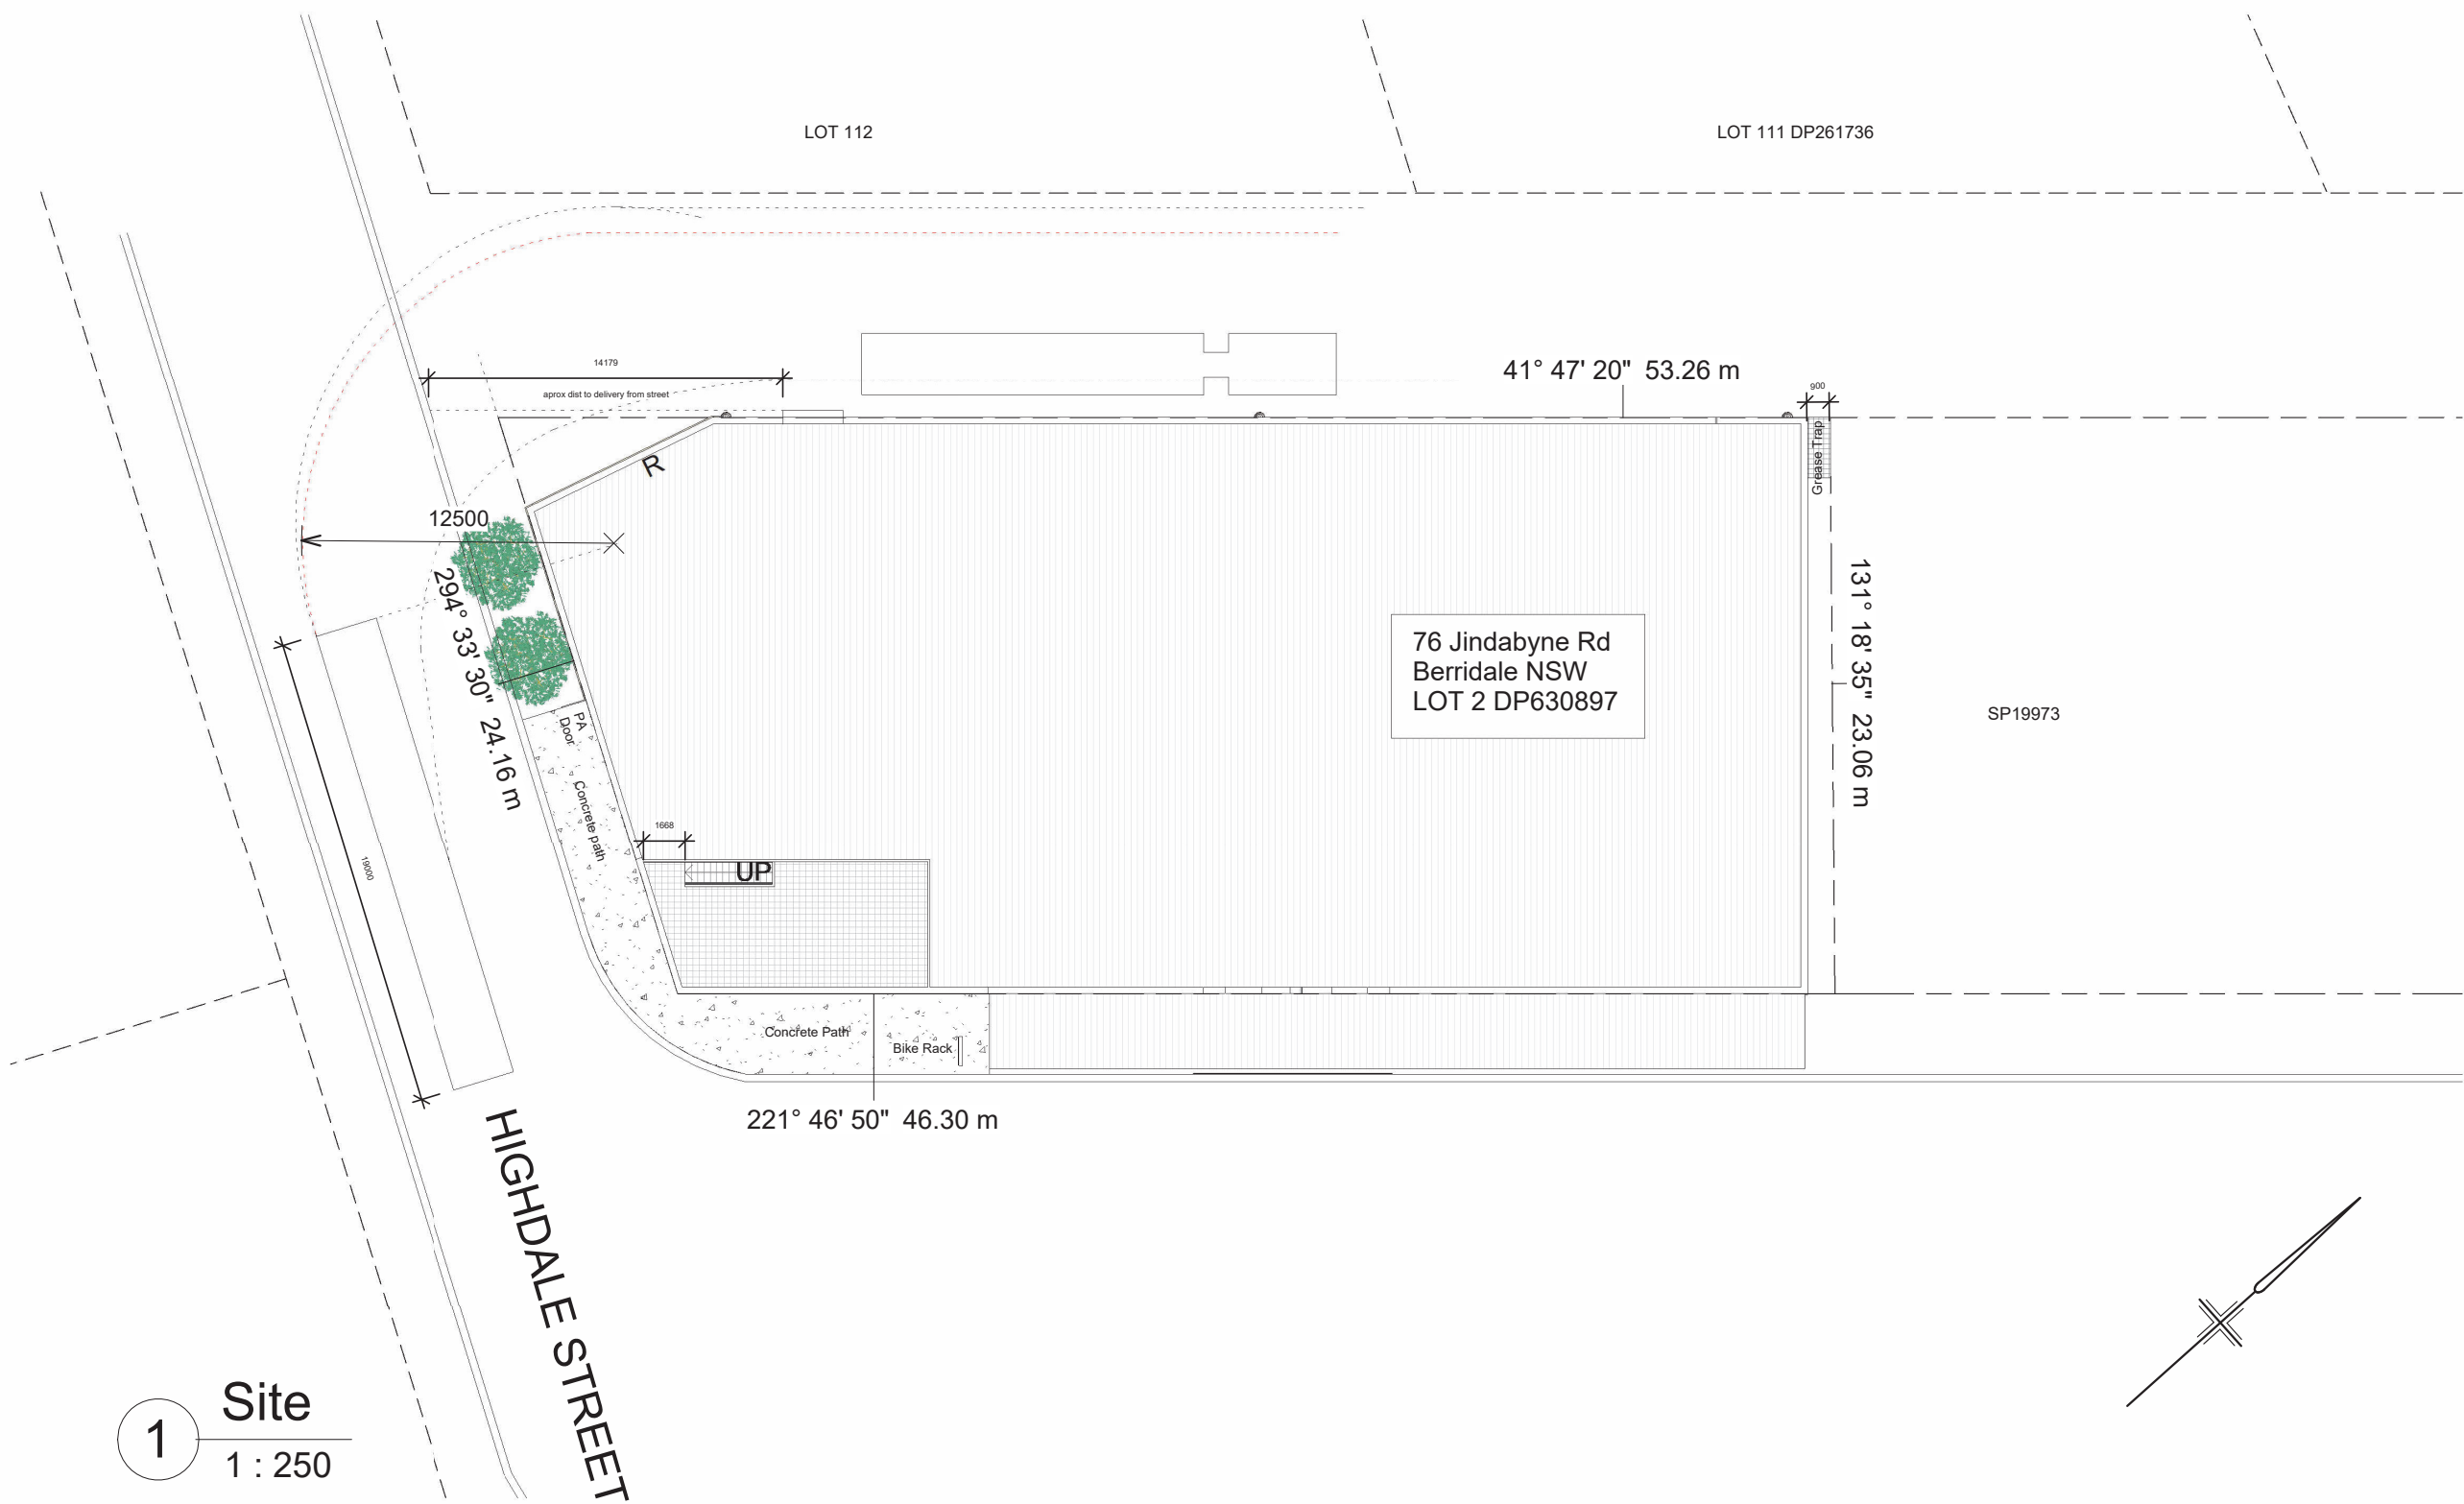 LOT 112
LOT 111 DP261736
14179
aprox dist to delivery from street
41° 47' 20" 53.26 m
900
Grease Trap
R
12500
294° 33' 30" 24.16 m
131° 18' 35" 23.06 m
76 Jindabyne Rd
Berridale NSW
LOT 2 DP630897
SP19973
PA
Door
Concrete path
1668
UP
19000
Concrete Path
Bike Rack
221° 46' 50" 46.30 m
HIGHDALE STREET
1
Site
1 : 250